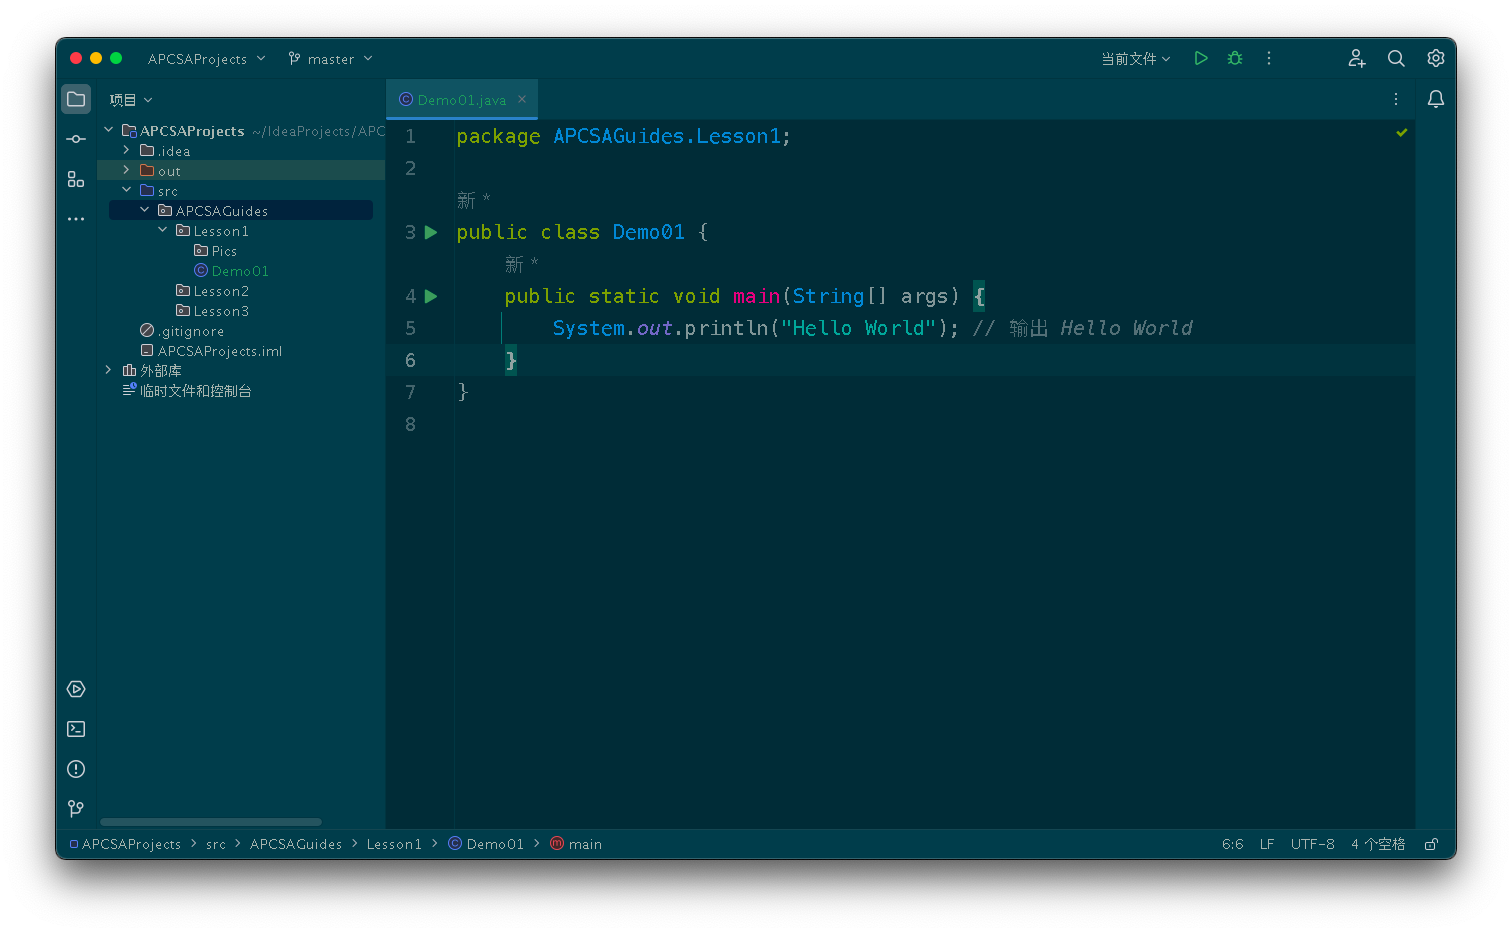 APCSAProjects master 当前文件
项目
APCSAProjects ~/IdeaProjects/APC
.idea
out
src
APCSAGuides
Lesson1
Pics
Demo01
Lesson2
Lesson3
.gitignore
APCSAProjects.iml
外部库
临时文件和控制台
Demo01.java
1 package APCSAGuides.Lesson1;
2
新 *
3 public class Demo01 {
新 *
4 public static void main(String[] args) {
5 System.out.println("Hello World"); // 输出 Hello World
6 }
7 }
8
APCSAProjects > src > APCSAGuides > Lesson1 > Demo01 > main
6:6 LF UTF-8 4 个空格